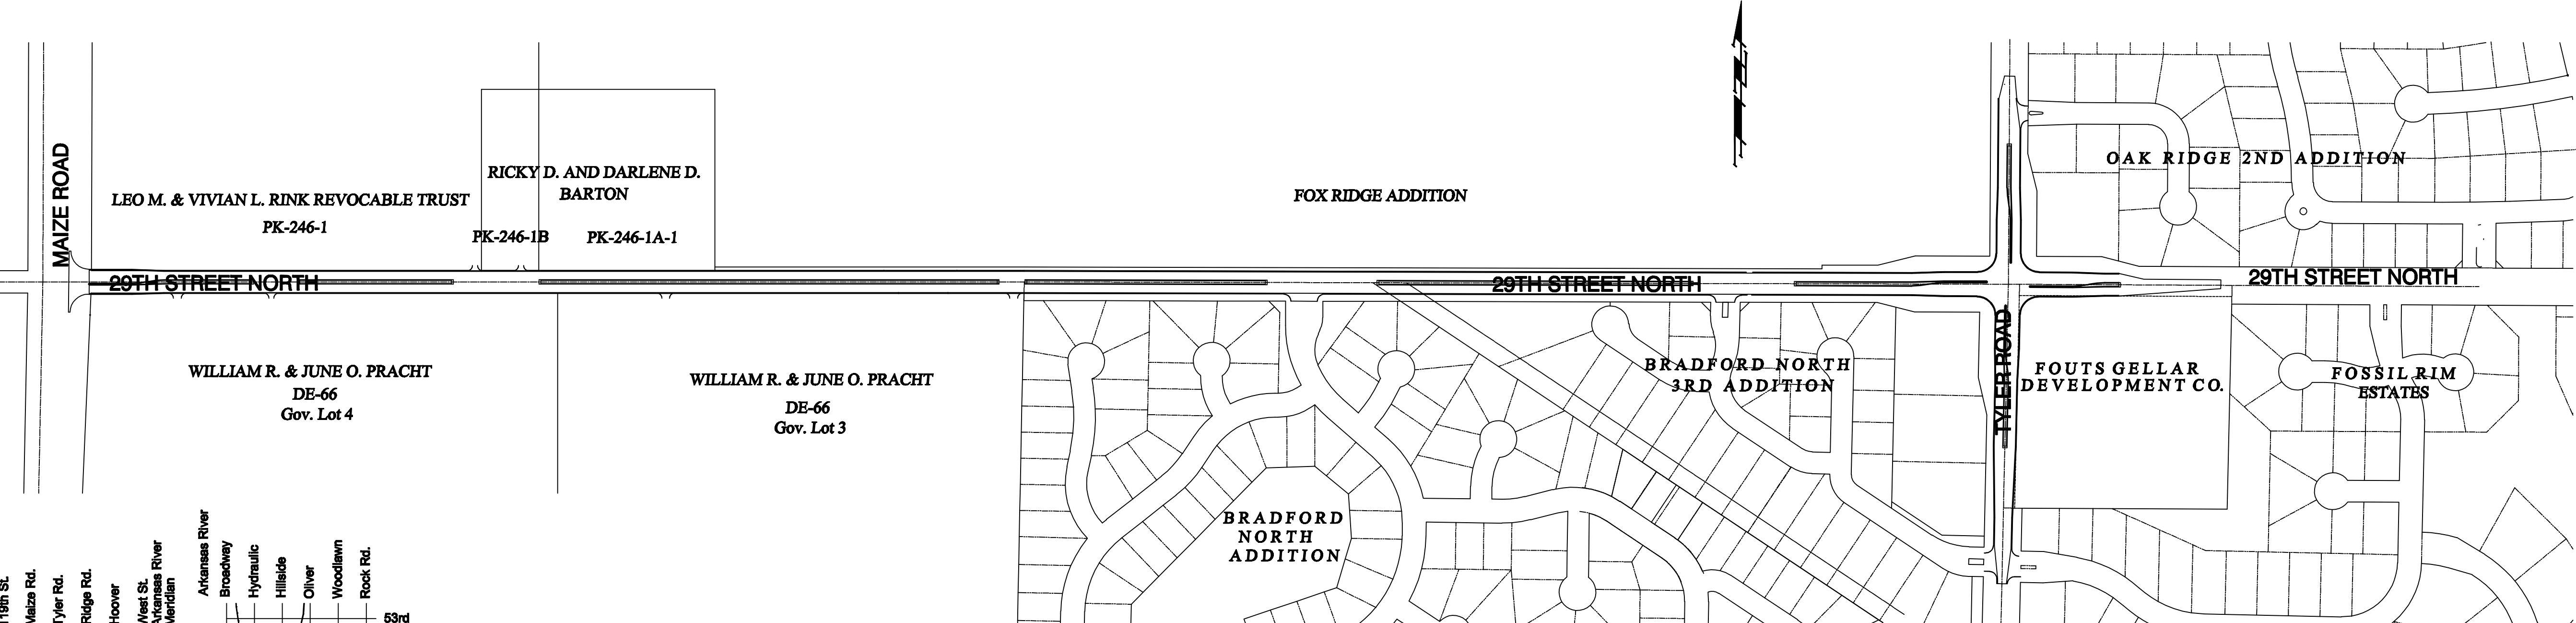 MAIZE ROAD
LEO M. & VIVIAN L. RINK REVOCABLE TRUST
PK-246-1
RICKY D. AND DARLENE D.
BARTON
PK-246-1B
PK-246-1A-1
FOX RIDGE ADDITION
OAK RIDGE 2ND ADDITION
29TH STREET NORTH
29TH STREET NORTH
29TH STREET NORTH
WILLIAM R. & JUNE O. PRACHT
DE-66
Gov. Lot 4
WILLIAM R. & JUNE O. PRACHT
DE-66
Gov. Lot 3
BRADFORD NORTH
3RD ADDITION
TYLER ROAD
FOUTS GELLAR
DEVELOPMENT CO.
FOSSIL RIM
ESTATES
BRADFORD
NORTH
ADDITION
119th St.
Maize Rd.
Tyler Rd.
Ridge Rd.
Hoover
West St.
Arkansas River
Meridian
Arkansas River
Broadway
Hydraulic
Hillside
Oliver
Woodlawn
Rock Rd.
53rd